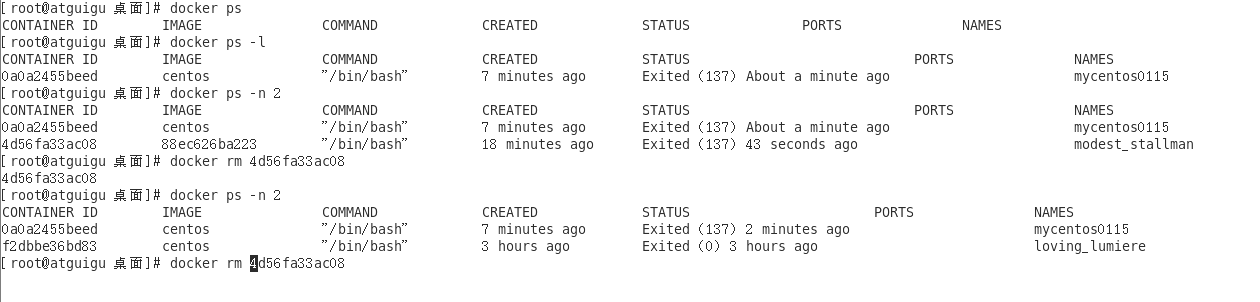 [root@atguigu 桌面]# docker ps
CONTAINER ID IMAGE COMMAND CREATED STATUS PORTS NAMES
[root@atguigu 桌面]# docker ps -l
CONTAINER ID IMAGE COMMAND CREATED STATUS PORTS NAMES
0a0a2455beed centos "/bin/bash" 7 minutes ago Exited (137) About a minute ago mycentos0115
[root@atguigu 桌面]# docker ps -n 2
CONTAINER ID IMAGE COMMAND CREATED STATUS PORTS NAMES
0a0a2455beed centos "/bin/bash" 7 minutes ago Exited (137) About a minute ago mycentos0115
4d56fa33ac08 88ec626ba223 "/bin/bash" 18 minutes ago Exited (137) 43 seconds ago modest_stallman
[root@atguigu 桌面]# docker rm 4d56fa33ac08
4d56fa33ac08
[root@atguigu 桌面]# docker ps -n 2
CONTAINER ID IMAGE COMMAND CREATED STATUS PORTS NAMES
0a0a2455beed centos "/bin/bash" 7 minutes ago Exited (137) 2 minutes ago mycentos0115
f2dbbe36bd83 centos "/bin/bash" 3 hours ago Exited (0) 3 hours ago loving_lumiere
[root@atguigu 桌面]# docker rm 4d56fa33ac08